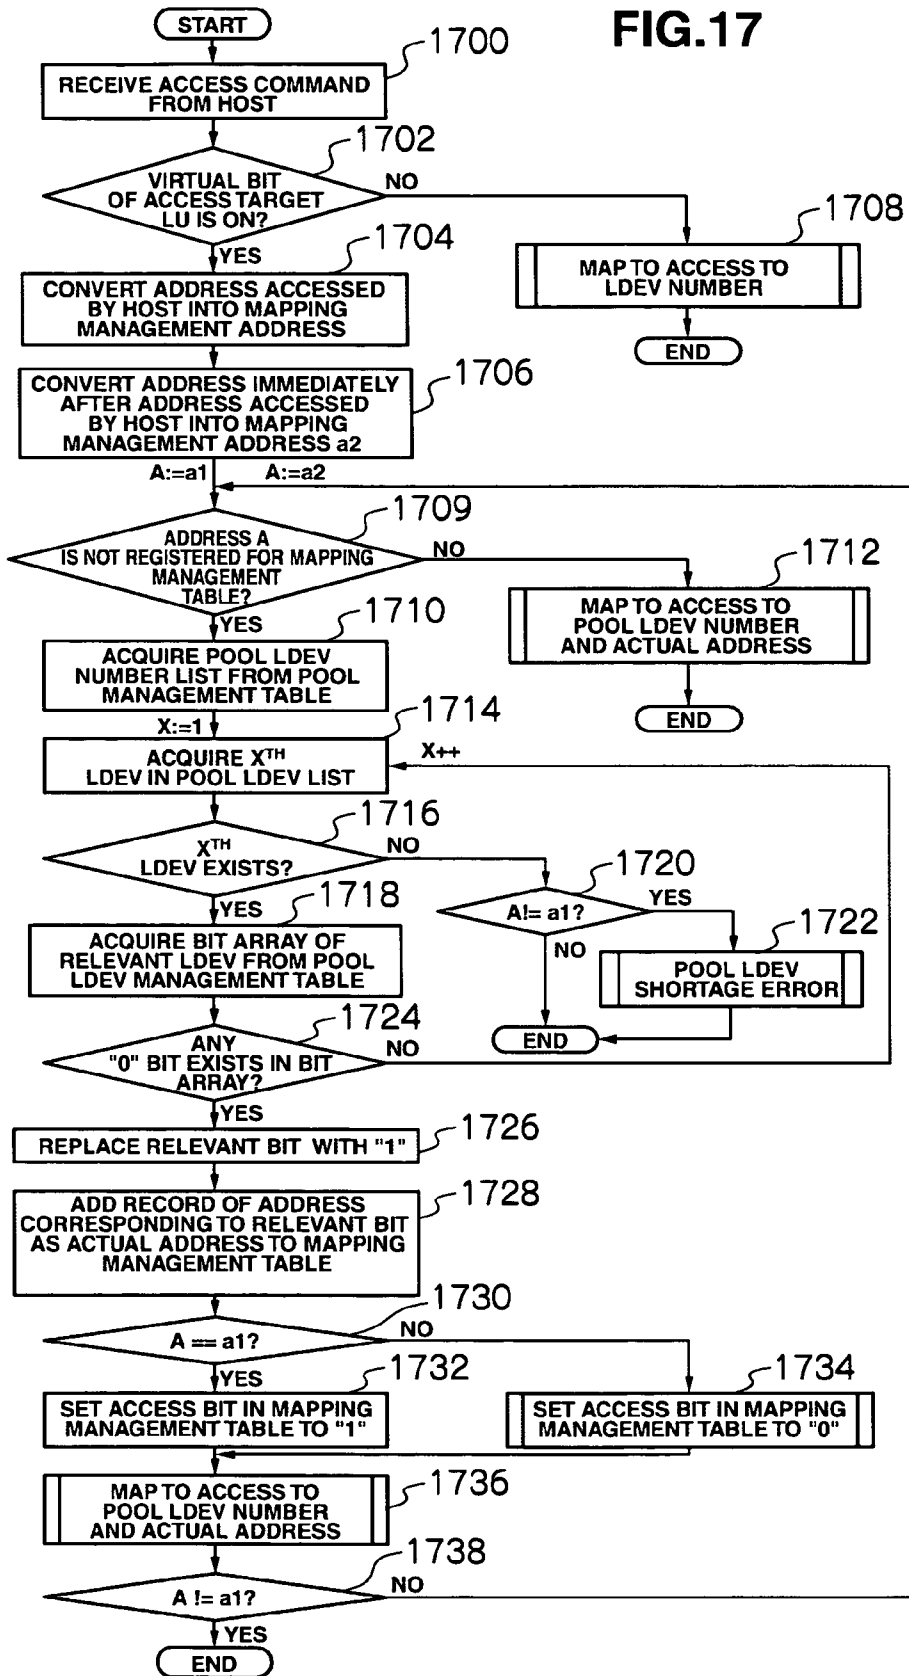 FIG.17
START
1700
RECEIVE ACCESS COMMAND
FROM HOST
1702
VIRTUAL BIT
OF ACCESS TARGET
LU IS ON?
NO
YES
1704
1708
CONVERT ADDRESS ACCESSED
BY HOST INTO MAPPING
MANAGEMENT ADDRESS
MAP TO ACCESS TO
LDEV NUMBER
END
1706
CONVERT ADDRESS IMMEDIATELY
AFTER ADDRESS ACCESSED
BY HOST INTO MAPPING
MANAGEMENT ADDRESS a2
A:=a1
A:=a2
1709
ADDRESS A
IS NOT REGISTERED FOR MAPPING
MANAGEMENT
TABLE?
NO
YES
1710
1712
ACQUIRE POOL LDEV
NUMBER LIST FROM POOL
MANAGEMENT TABLE
MAP TO ACCESS TO
POOL LDEV NUMBER
AND ACTUAL ADDRESS
END
X:=1
1714
ACQUIRE XTH
LDEV IN POOL LDEV LIST
X++
1716
XTH
LDEV EXISTS?
NO
YES
1720
A!= a1?
YES
NO
1718
1722
ACQUIRE BIT ARRAY OF
RELEVANT LDEV FROM POOL
LDEV MANAGEMENT TABLE
POOL LDEV
SHORTAGE ERROR
END
1724
ANY
"0" BIT EXISTS IN BIT
ARRAY?
NO
YES
1726
REPLACE RELEVANT BIT WITH "1"
1728
ADD RECORD OF ADDRESS
CORRESPONDING TO RELEVANT BIT
AS ACTUAL ADDRESS TO MAPPING
MANAGEMENT TABLE
1730
A == a1?
NO
YES
1732
1734
SET ACCESS BIT IN MAPPING
MANAGEMENT TABLE TO "1"
SET ACCESS BIT IN MAPPING
MANAGEMENT TABLE TO "0"
1736
MAP TO ACCESS TO
POOL LDEV NUMBER
AND ACTUAL ADDRESS
1738
A != a1?
NO
YES
END